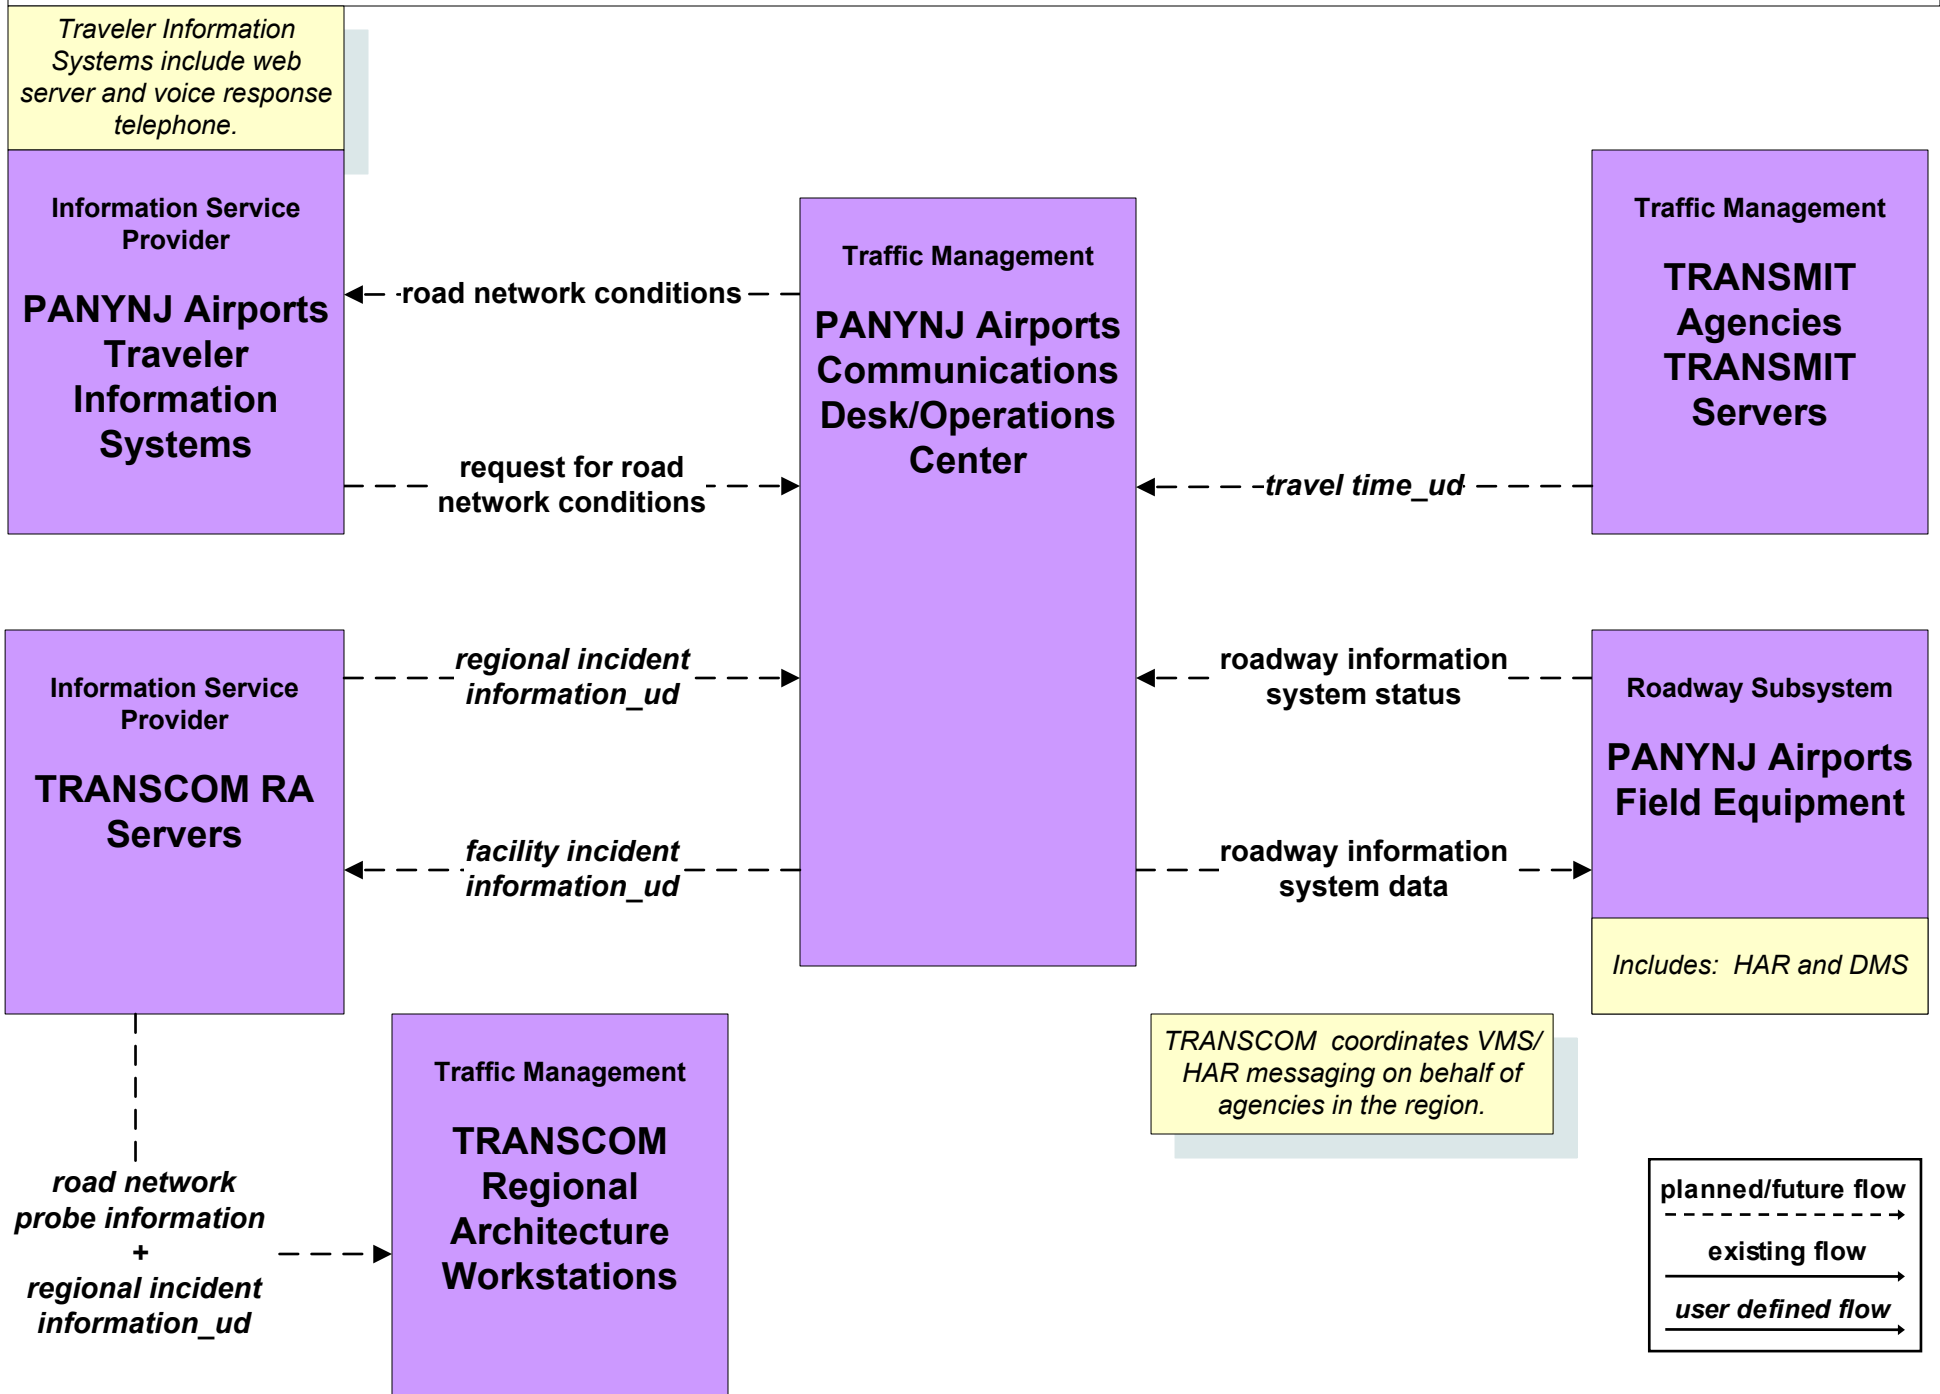 Traveler Information
Systems include web
server and voice response
telephone.
Information Service
Provider
PANYNJ Airports
Traveler
Information
Systems
road network conditions
request for road
network conditions
Traffic Management
PANYNJ Airports
Communications
Desk/Operations
Center
Traffic Management
TRANSMIT
Agencies
TRANSMIT
Servers
travel time_ud
Information Service
Provider
TRANSCOM RA
Servers
regional incident
information_ud
facility incident
information_ud
roadway information
system status
roadway information
system data
Roadway Subsystem
PANYNJ Airports
Field Equipment
Includes:  HAR and DMS
road network
probe information
+
regional incident
information_ud
Traffic Management
TRANSCOM
Regional
Architecture
Workstations
TRANSCOM  coordinates VMS/
HAR messaging on behalf of
agencies in the region.
planned/future flow
existing flow
user defined flow